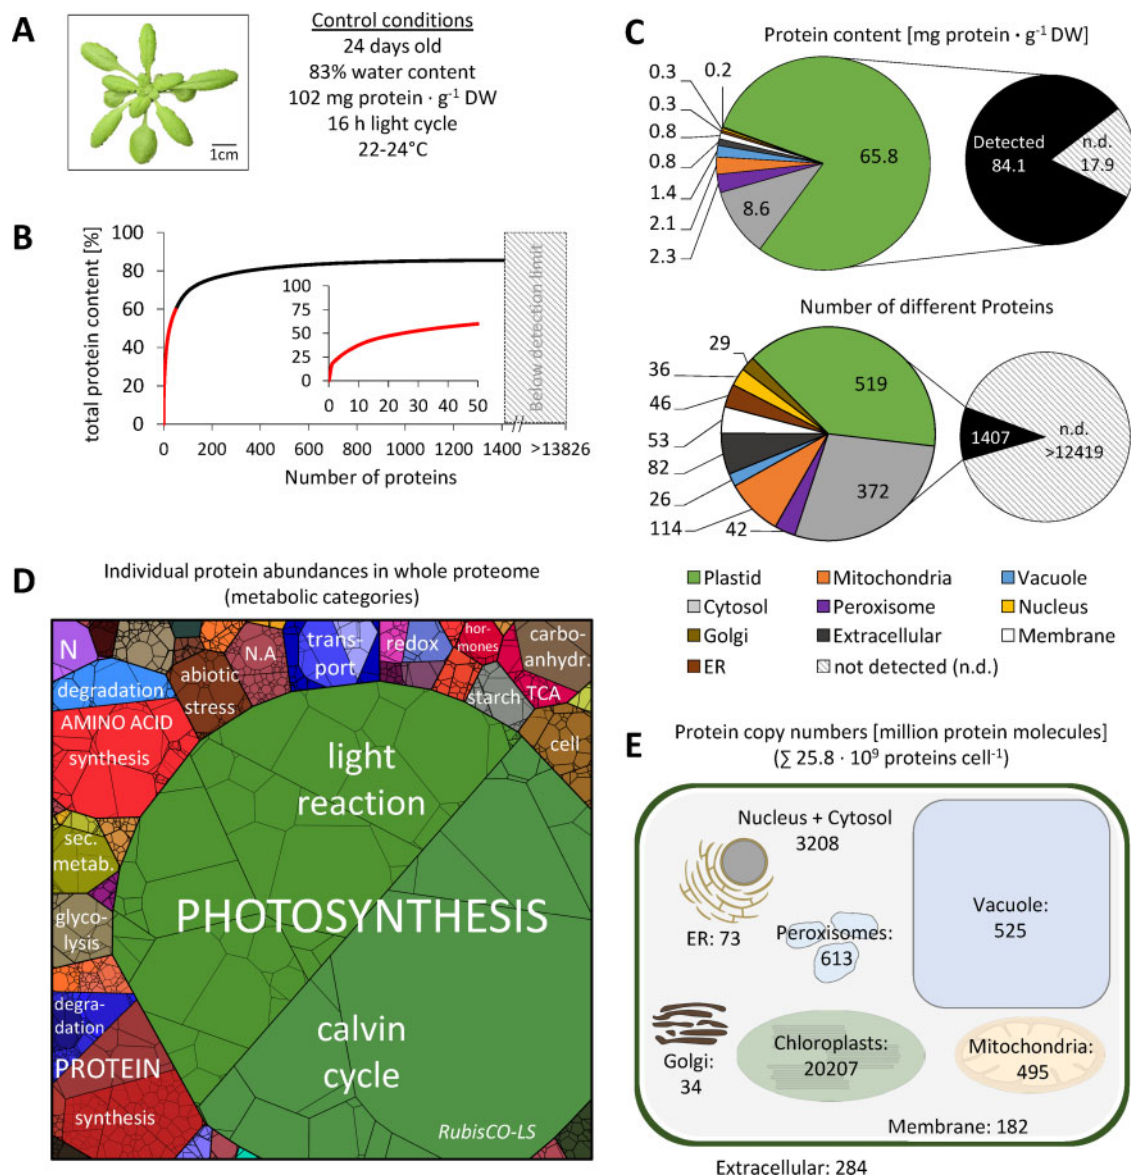 A
Control conditions
24 days old
83% water content
102 mg protein · g⁻¹ DW
16 h light cycle
22-24°C
1cm
B
total protein content [%]
100
80
60
40
20
0
0 200 400 600 800 1000 1200 1400 >13826
Number of proteins
100
75
50
25
0
0 10 20 30 40 50
Below detection limit
C
Protein content [mg protein · g⁻¹ DW]
0.2
0.3
0.3
0.8
0.8
1.4
2.1
2.3
8.6
65.8
Detected
84.1
n.d.
17.9
Number of different Proteins
29
36
46
53
82
26
114
42
372
519
1407
n.d.
>12419
Plastid
Mitochondria
Vacuole
Cytosol
Peroxisome
Nucleus
Golgi
Extracellular
Membrane
ER
not detected (n.d.)
D
Individual protein abundances in whole proteome
(metabolic categories)
N
degradation
AMINO ACID
synthesis
abiotic
stress
N.A
trans-
port
redox
hor-
mones
carbo-
anhydr.
starch
TCA
cell
light
reaction
sec.
metab.
glyco-
lysis
PHOTOSYNTHESIS
degra-
dation
PROTEIN
synthesis
calvin
cycle
RubisCO-LS
E
Protein copy numbers [million protein molecules]
(∑ 25.8 · 10⁹ proteins cell⁻¹)
Nucleus + Cytosol
3208
ER: 73
Peroxisomes:
613
Vacuole:
525
Golgi:
34
Chloroplasts:
20207
Mitochondria:
495
Membrane: 182
Extracellular: 284